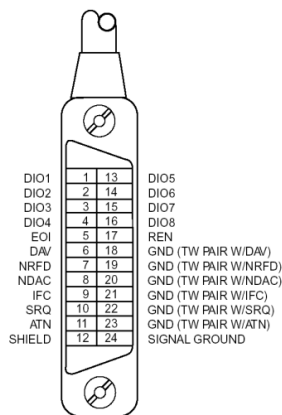 DIO1 1 13 DIO5
DIO2 2 14 DIO6
DIO3 3 15 DIO7
DIO4 4 16 DIO8
EOI 5 17 REN
DAV 6 18 GND (TW PAIR W/DAV)
NRFD 7 19 GND (TW PAIR W/NRFD)
NDAC 8 20 GND (TW PAIR W/NDAC)
IFC 9 21 GND (TW PAIR W/IFC)
SRQ 10 22 GND (TW PAIR W/SRQ)
ATN 11 23 GND (TW PAIR W/ATN)
SHIELD 12 24 SIGNAL GROUND